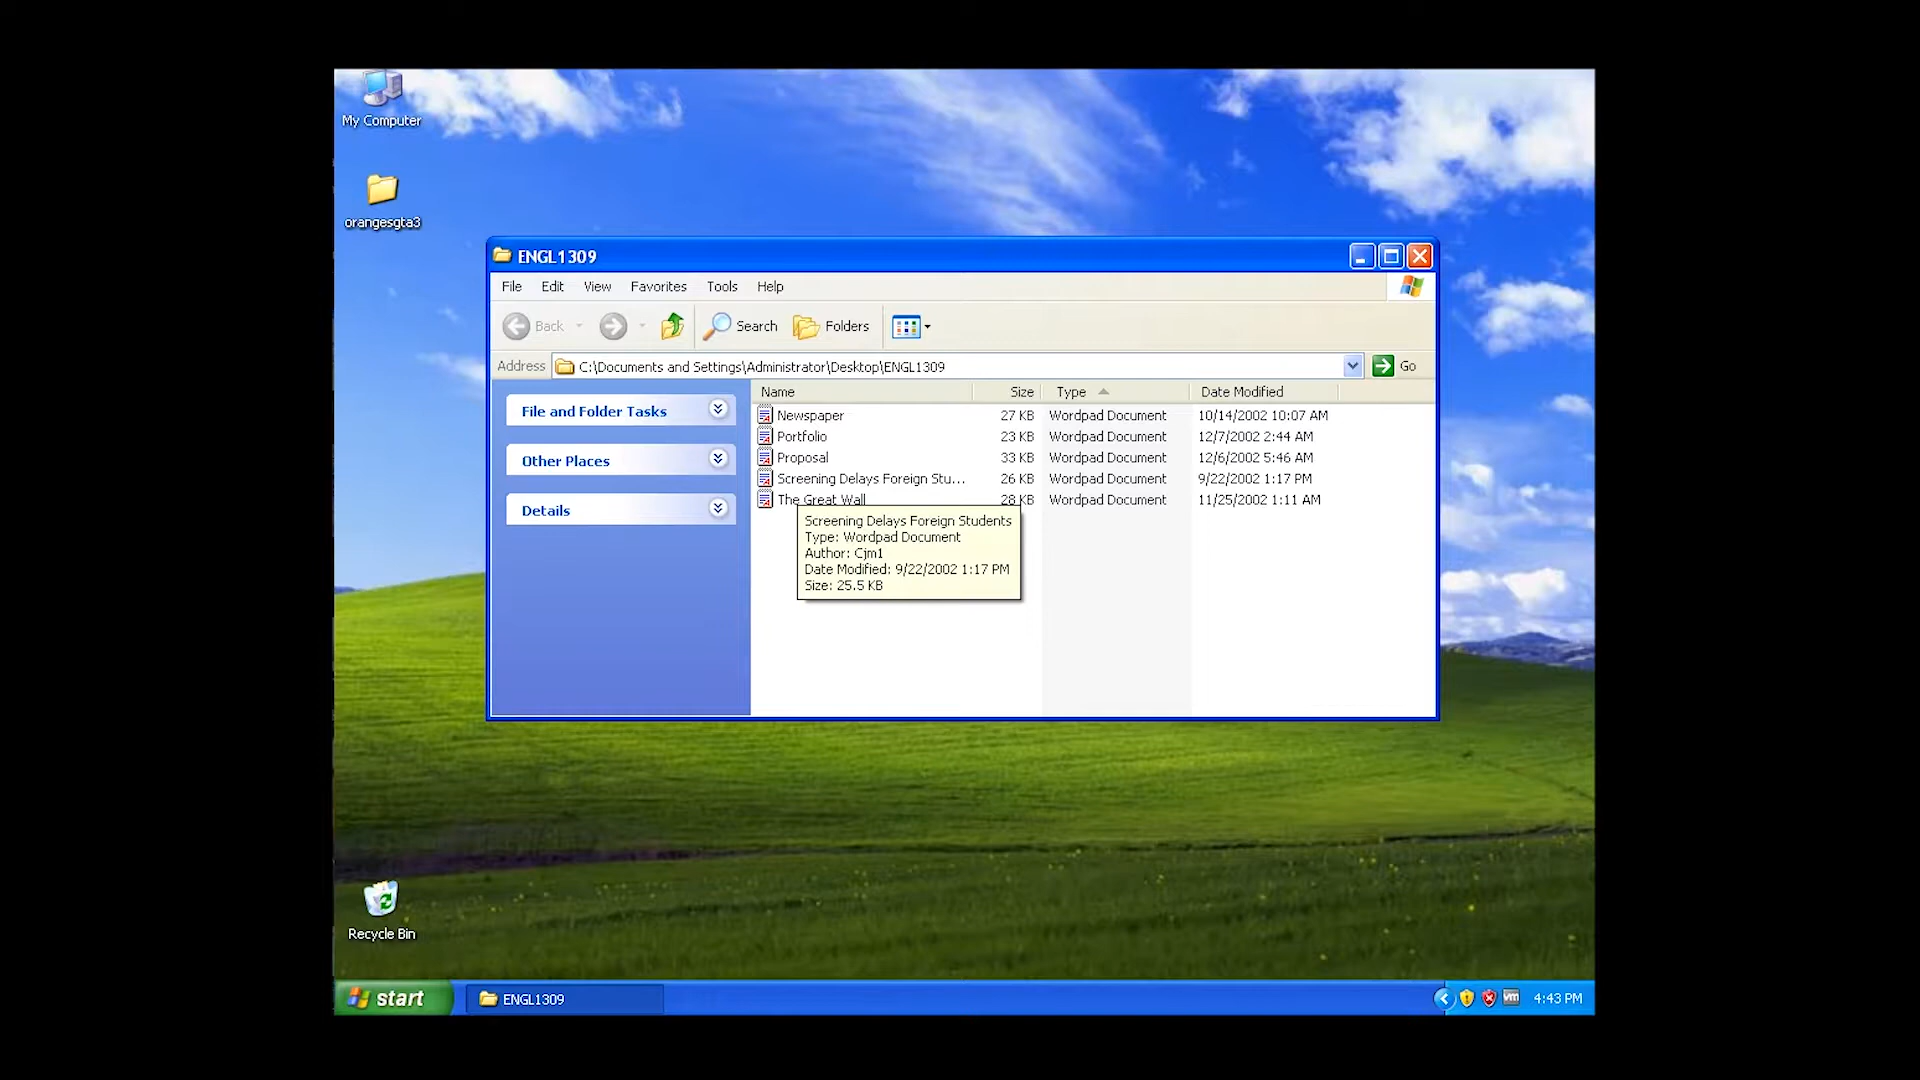 My Computer
orangesgta3
ENGL1309
File Edit View Favorites Tools Help
Back Search Folders
Address C:\Documents and Settings\Administrator\Desktop\ENGL1309 Go
File and Folder Tasks
Other Places
Details
Name Size Type Date Modified
Newspaper 27 KB Wordpad Document 10/14/2002 10:07 AM
Portfolio 23 KB Wordpad Document 12/7/2002 2:44 AM
Proposal 33 KB Wordpad Document 12/6/2002 5:46 AM
Screening Delays Foreign Stu... 26 KB Wordpad Document 9/22/2002 1:17 PM
The Great Wall 28 KB Wordpad Document 11/25/2002 1:11 AM
Screening Delays Foreign Students
Type: Wordpad Document
Author: Cjm1
Date Modified: 9/22/2002 1:17 PM
Size: 25.5 KB
Recycle Bin
start ENGL1309 vm 4:43 PM